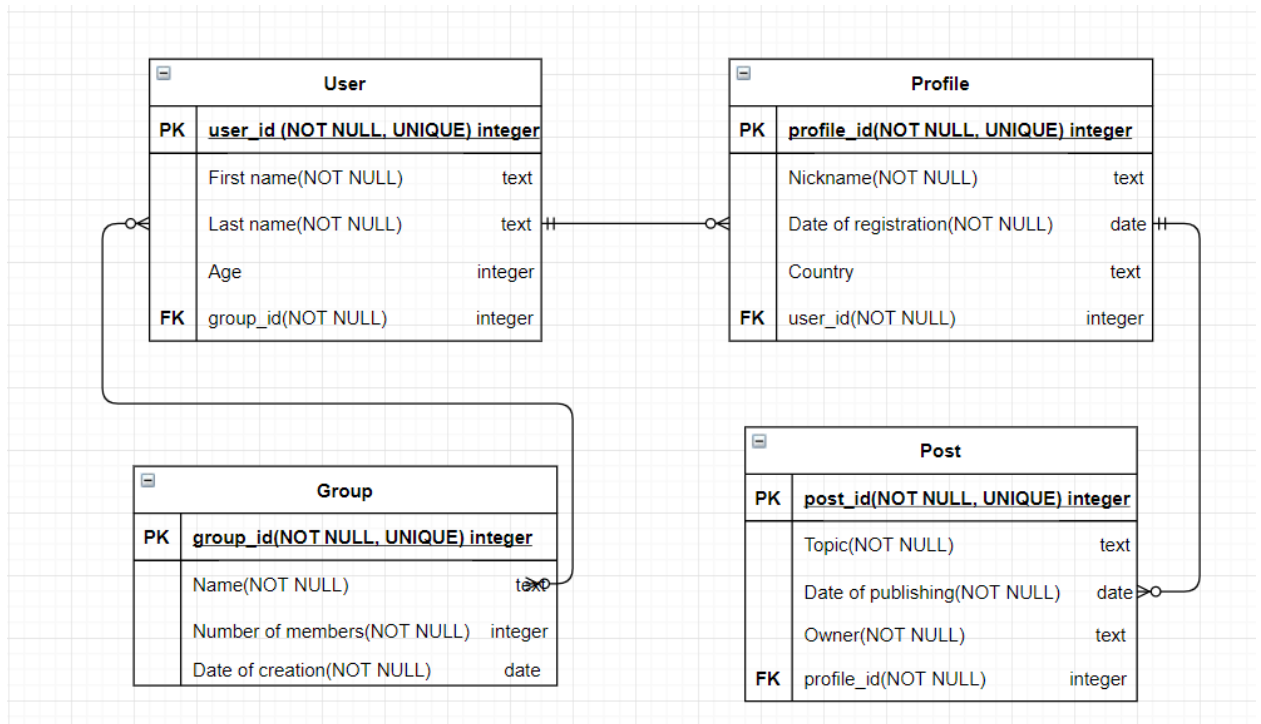 User
PK user_id (NOT NULL, UNIQUE) integer
First name(NOT NULL) text
Last name(NOT NULL) text
Age integer
FK group_id(NOT NULL) integer
Profile
PK profile_id(NOT NULL, UNIQUE) integer
Nickname(NOT NULL) text
Date of registration(NOT NULL) date
Country text
FK user_id(NOT NULL) integer
Group
PK group_id(NOT NULL, UNIQUE) integer
Name(NOT NULL) text
Number of members(NOT NULL) integer
Date of creation(NOT NULL) date
Post
PK post_id(NOT NULL, UNIQUE) integer
Topic(NOT NULL) text
Date of publishing(NOT NULL) date
Owner(NOT NULL) text
FK profile_id(NOT NULL) integer